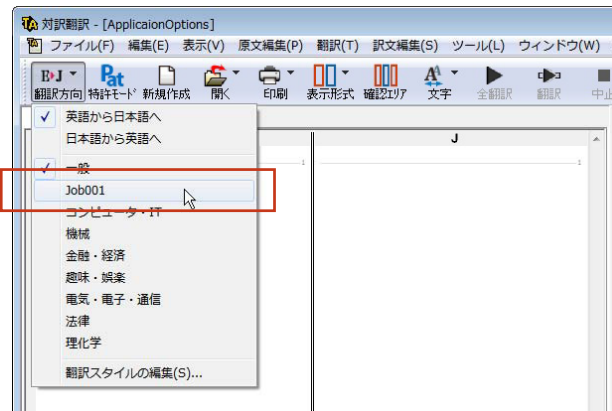 対訳翻訳 - [ApplicaionOptions]
ファイル(F) 編集(E) 表示(V) 原文編集(P) 翻訳(T) 訳文編集(S) ツール(L) ウィンドウ(W)
E▸J Pat
翻訳方向 特許モード 新規作成 開く 印刷 表示形式 確認エリア 文字 全翻訳 翻訳 中止
✓ 英語から日本語へ
日本語から英語へ
J
✓ 一般
1 1
Job001
コンピュータ・IT
機械
金融・経済
趣味・娯楽
電気・電子・通信
法律
理化学
翻訳スタイルの編集(S)...